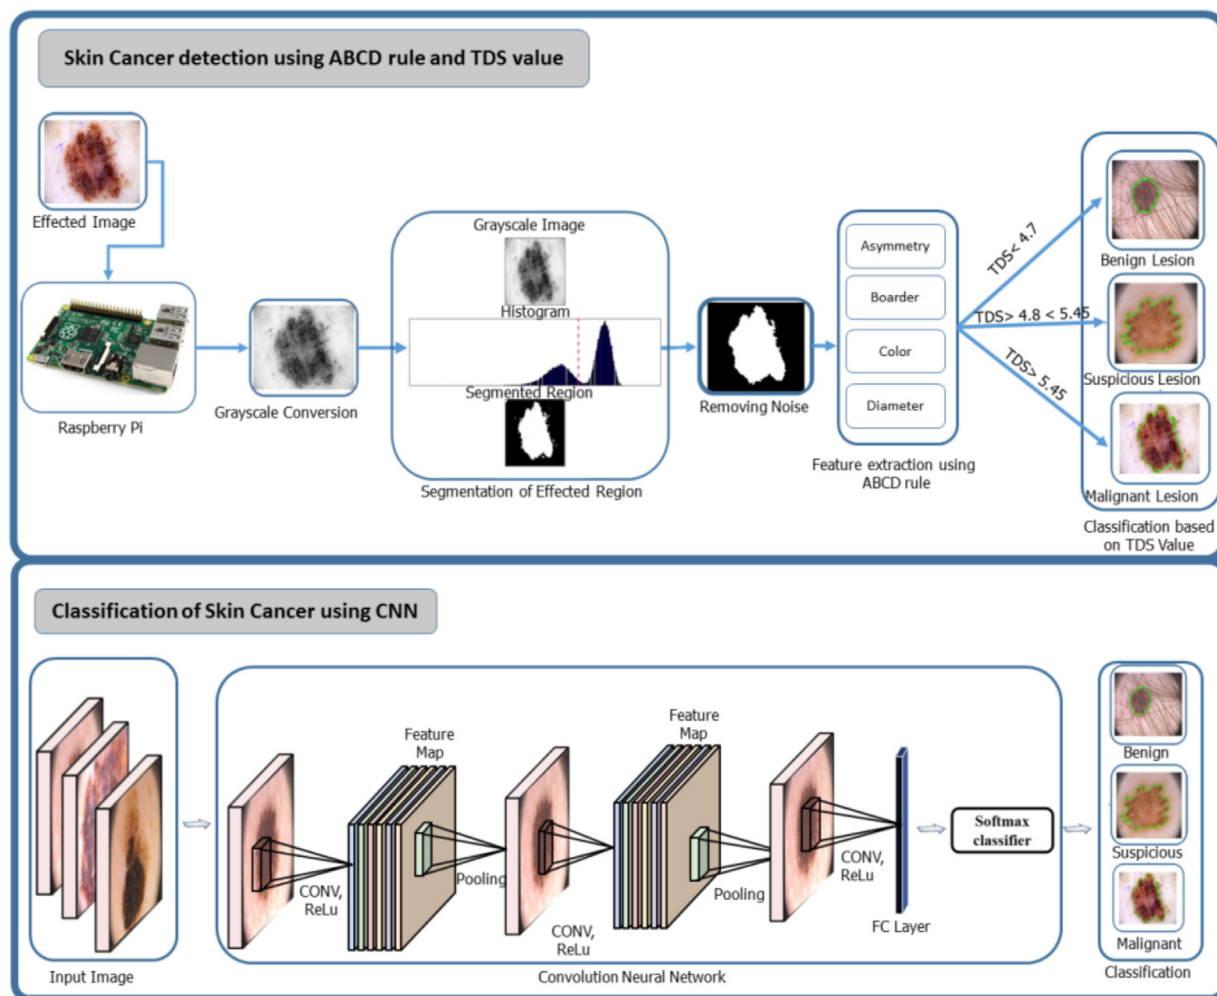 Skin Cancer detection using ABCD rule and TDS value
Effected Image
Raspberry Pi
Grayscale Conversion
Grayscale Image
Histogram
Segmented Region
Segmentation of Effected Region
Removing Noise
Asymmetry
Boarder
Color
Diameter
Feature extraction using
ABCD rule
TDS< 4.7
TDS> 4.8 < 5.45
TDS> 5.45
Benign Lesion
Suspicious Lesion
Malignant Lesion
Classification based
on TDS Value
Classification of Skin Cancer using CNN
Input Image
CONV,
ReLu
Feature
Map
Pooling
CONV,
ReLu
Feature
Map
Pooling
CONV,
ReLu
FC Layer
Convolution Neural Network
Softmax
classifier
Benign
Suspicious
Malignant
Classification